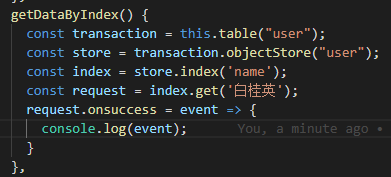 getDataByIndex() {
const transaction = this.table("user");
const store = transaction.objectStore("user");
const index = store.index('name');
const request = index.get('白桂英');
request.onsuccess = event => {
console.log(event); You, a minute ago •
}
},